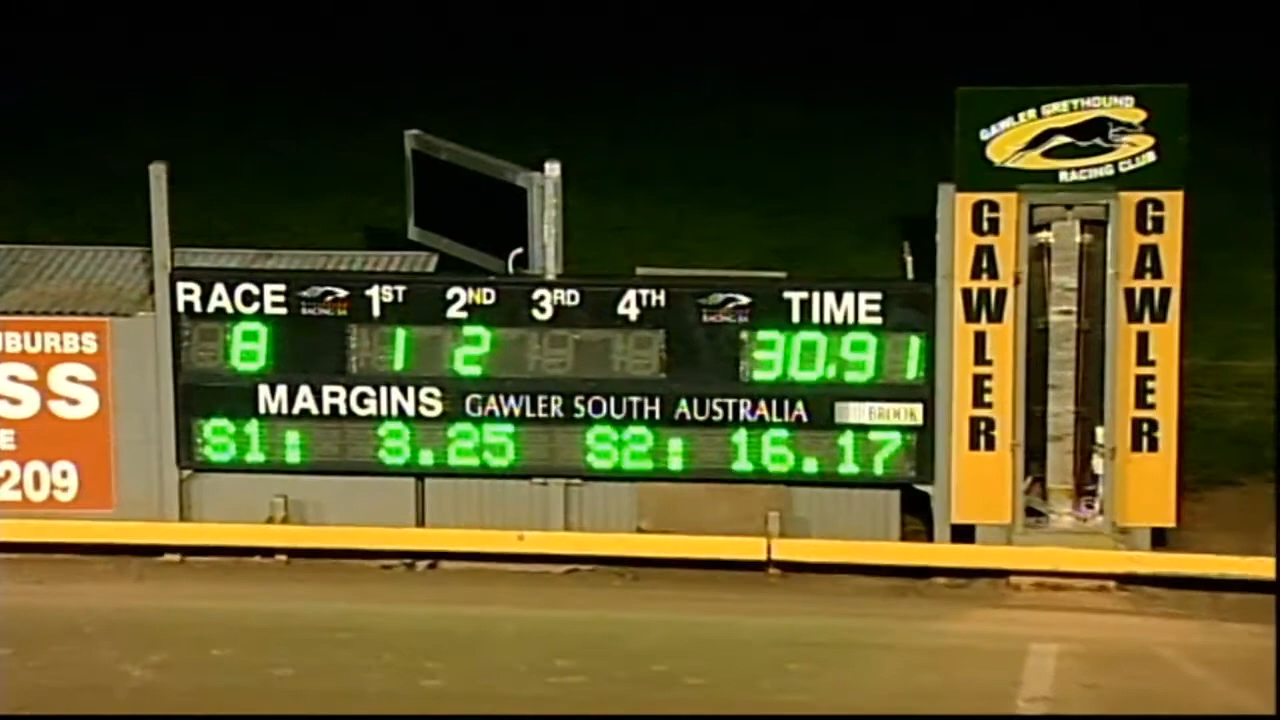 GAWLER GREYHOUND
RACING CLUB
GAWLER
GAWLER
RACE 1ST 2ND 3RD 4TH TIME
8 1 2 30.91
MARGINS GAWLER SOUTH AUSTRALIA BROOK
S1: 3.25 S2: 16.17
UBURBS
SS
E
209